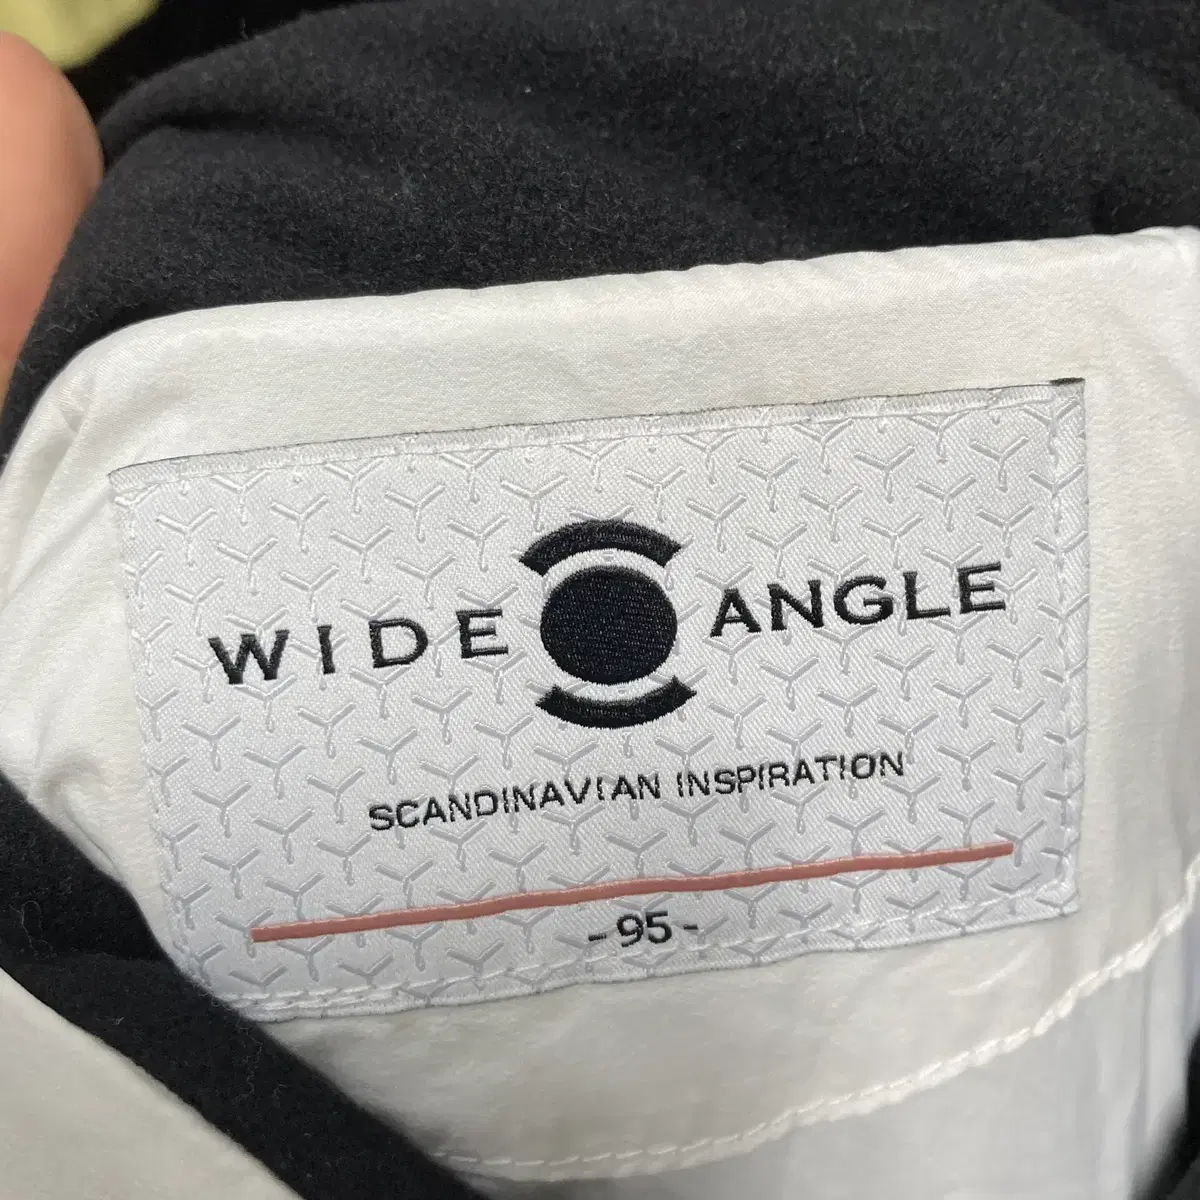 WIDE ANGLE
SCANDINAVIAN INSPIRATION
- 95 -